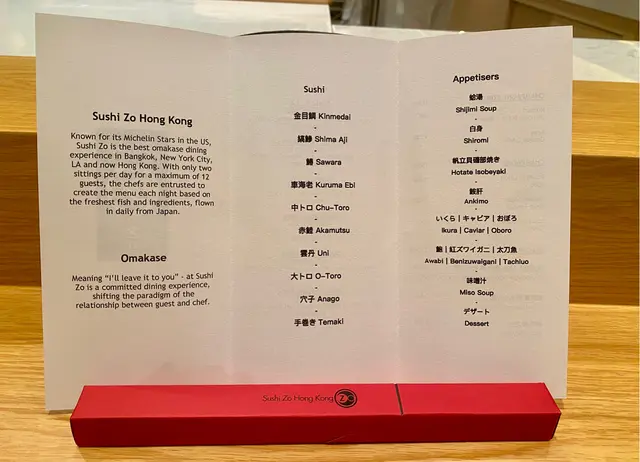 Sushi Zo Hong Kong
Known for its Michelin Stars in the US,
Sushi Zo is the best omakase dining
experience in Bangkok, New York City,
LA and now Hong Kong. With only two
sittings per day for a maximum of 12
guests, the chefs are entrusted to
create the menu each night based on
the freshest fish and ingredients, flown
in daily from Japan.
Omakase
Meaning “i'll leave it to you” - at Sushi
Zo is a committed dining experience,
shifting the paradigm of the
relationship between guest and chef.
Sushi
金目鯛 Kinmedai
-
縞鯵 Shima Aji
-
鰆 Sawara
-
車海老 Kuruma Ebi
-
中トロ Chu-Toro
-
赤酢 Akamutsu
-
雲丹 Uni
-
大トロ O-Toro
-
穴子 Anago
-
手巻き Temaki
Appetisers
蛤湯
Shijimi Soup
-
白身
Shiromi
-
帆立貝磯部焼き
Hotate Isobeyaki
-
鮟肝
Ankimo
-
いくら | キャビア | おぼろ
Ikura | Caviar | Oboro
-
鮑 | 紅ズワイガニ | 太刀魚
Awabi | Benizuwaigani | Tachiuo
-
味噌汁
Miso Soup
-
デザート
Dessert
Sushi Zo Hong Kong